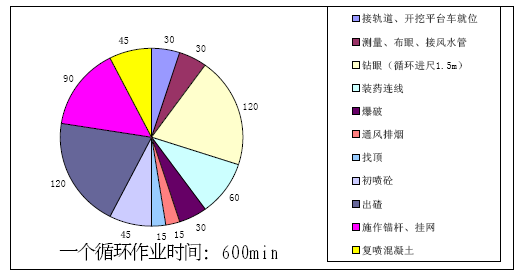 30
30
120
60
30
15
15
45
120
90
45
一个循环作业时间：600min
接轨道、开挖平台车就位
测量、布眼、接风水管
钻眼（循环进尺1.5m）
装药连线
爆破
通风排烟
找顶
初喷砼
出碴
施作锚杆、挂网
复喷混凝土